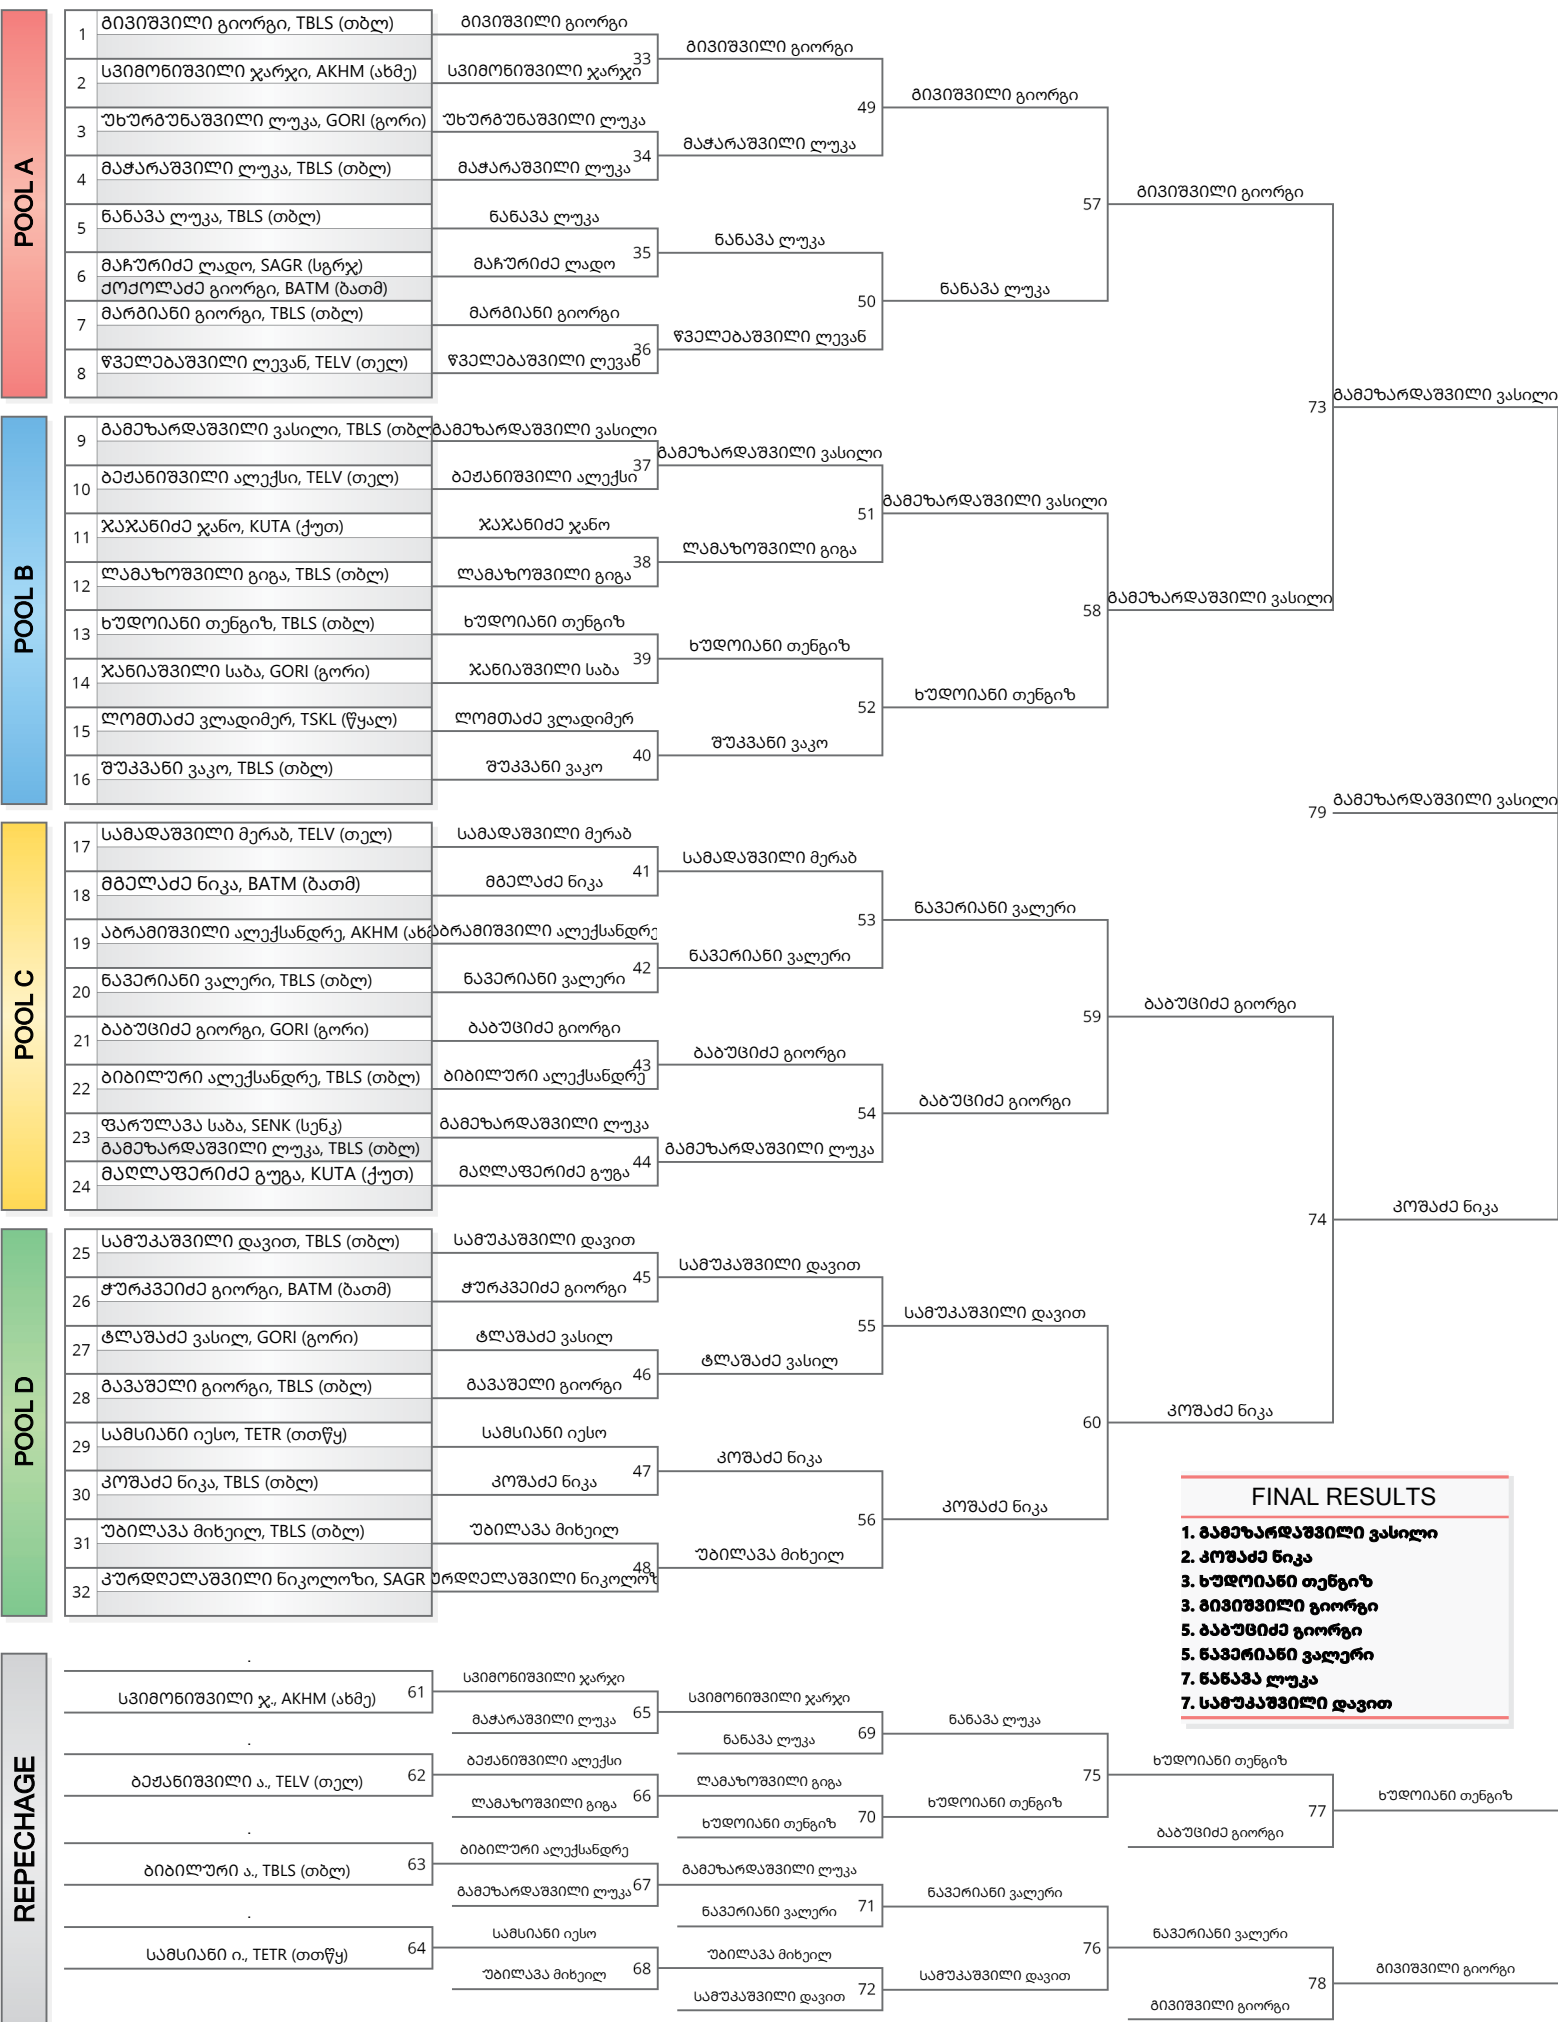 POOL A
1 გივიშვილი გიორგი, TBLS (თბლ)
2 სვიმონიშვილი ჯარჯი, AKHM (ახმე)
3 უხურგუნაშვილი ლუკა, GORI (გორი)
4 მაჭარაშვილი ლუკა, TBLS (თბლ)
5 ნანავა ლუკა, TBLS (თბლ)
6 მაჩურიძე ლადო, SAGR (სგრჯ)
ქოქოლაძე გიორგი, BATM (ბათმ)
7 მარგიანი გიორგი, TBLS (თბლ)
8 წველებაშვილი ლევან, TELV (თელ)
გივიშვილი გიორგი
33
სვიმონიშვილი ჯარჯი
უხურგუნაშვილი ლუკა
34
მაჭარაშვილი ლუკა
ნანავა ლუკა
35
მაჩურიძე ლადო
მარგიანი გიორგი
36
წველებაშვილი ლევან
გივიშვილი გიორგი
49
მაჭარაშვილი ლუკა
ნანავა ლუკა
50
წველებაშვილი ლევან
გივიშვილი გიორგი
57
ნანავა ლუკა
გივიშვილი გიორგი
POOL B
9 გამეზარდაშვილი ვასილი, TBLS (თბლ
10 ბეჟანიშვილი ალექსი, TELV (თელ)
11 ჯაჯანიძე ჯანო, KUTA (ქუთ)
12 ლამაზოშვილი გიგა, TBLS (თბლ)
13 ხუდოიანი თენგიზ, TBLS (თბლ)
14 ჯანიაშვილი საბა, GORI (გორი)
15 ლომთაძე ვლადიმერ, TSKL (წყალ)
16 შუკვანი ვაკო, TBLS (თბლ)
გამეზარდაშვილი ვასილი
37
ბეჟანიშვილი ალექსი
ჯაჯანიძე ჯანო
38
ლამაზოშვილი გიგა
ხუდოიანი თენგიზ
39
ჯანიაშვილი საბა
ლომთაძე ვლადიმერ
40
შუკვანი ვაკო
გამეზარდაშვილი ვასილი
51
ლამაზოშვილი გიგა
ხუდოიანი თენგიზ
52
შუკვანი ვაკო
გამეზარდაშვილი ვასილი
58
ხუდოიანი თენგიზ
გამეზარდაშვილი ვასილი
73
გამეზარდაშვილი ვასილი
79
გამეზარდაშვილი ვასილი
POOL C
17 სამადაშვილი მერაბ, TELV (თელ)
18 მგელაძე ნიკა, BATM (ბათმ)
19 აბრამიშვილი ალექსანდრე, AKHM (ახმ
20 ნავერიანი ვალერი, TBLS (თბლ)
21 ბაბუციძე გიორგი, GORI (გორი)
22 ბიბილური ალექსანდრე, TBLS (თბლ)
23 ფარულავა საბა, SENK (სენკ)
გამეზარდაშვილი ლუკა, TBLS (თბლ)
24 მაღლაფერიძე გუგა, KUTA (ქუთ)
სამადაშვილი მერაბ
41
მგელაძე ნიკა
აბრამიშვილი ალექსანდრე
42
ნავერიანი ვალერი
ბაბუციძე გიორგი
43
ბიბილური ალექსანდრე
გამეზარდაშვილი ლუკა
44
მაღლაფერიძე გუგა
სამადაშვილი მერაბ
53
ნავერიანი ვალერი
ბაბუციძე გიორგი
54
გამეზარდაშვილი ლუკა
ნავერიანი ვალერი
59
ბაბუციძე გიორგი
ბაბუციძე გიორგი
POOL D
25 სამუკაშვილი დავით, TBLS (თბლ)
26 ჭურკვეიძე გიორგი, BATM (ბათმ)
27 ტლაშაძე ვასილ, GORI (გორი)
28 გავაშელი გიორგი, TBLS (თბლ)
29 სამსიანი იესო, TETR (თთწყ)
30 კოშაძე ნიკა, TBLS (თბლ)
31 უბილავა მიხეილ, TBLS (თბლ)
32 კურდღელაშვილი ნიკოლოზი, SAGR
სამუკაშვილი დავით
45
ჭურკვეიძე გიორგი
ტლაშაძე ვასილ
46
გავაშელი გიორგი
სამსიანი იესო
47
კოშაძე ნიკა
უბილავა მიხეილ
48
ურდღელაშვილი ნიკოლოზ
სამუკაშვილი დავით
55
ტლაშაძე ვასილ
კოშაძე ნიკა
56
უბილავა მიხეილ
სამუკაშვილი დავით
60
კოშაძე ნიკა
კოშაძე ნიკა
74
კოშაძე ნიკა
FINAL RESULTS
1. გამეზარდაშვილი ვასილი
2. კოშაძე ნიკა
3. ხუდოიანი თენგიზ
3. გივიშვილი გიორგი
5. ბაბუციძე გიორგი
5. ნავერიანი ვალერი
7. ნანავა ლუკა
7. სამუკაშვილი დავით
REPECHAGE
.
61
სვიმონიშვილი ჯ., AKHM (ახმე)
.
62
ბეჟანიშვილი ა., TELV (თელ)
.
63
ბიბილური ა., TBLS (თბლ)
.
64
სამსიანი ი., TETR (თთწყ)
სვიმონიშვილი ჯარჯი
65
მაჭარაშვილი ლუკა
ბეჟანიშვილი ალექსი
66
ლამაზოშვილი გიგა
ბიბილური ალექსანდრე
67
გამეზარდაშვილი ლუკა
სამსიანი იესო
68
უბილავა მიხეილ
სვიმონიშვილი ჯარჯი
69
ნანავა ლუკა
ლამაზოშვილი გიგა
70
ხუდოიანი თენგიზ
გამეზარდაშვილი ლუკა
71
ნავერიანი ვალერი
უბილავა მიხეილ
72
სამუკაშვილი დავით
ნანავა ლუკა
75
ხუდოიანი თენგიზ
ნავერიანი ვალერი
76
სამუკაშვილი დავით
ხუდოიანი თენგიზ
77
ბაბუციძე გიორგი
ნავერიანი ვალერი
78
გივიშვილი გიორგი
ხუდოიანი თენგიზ
გივიშვილი გიორგი